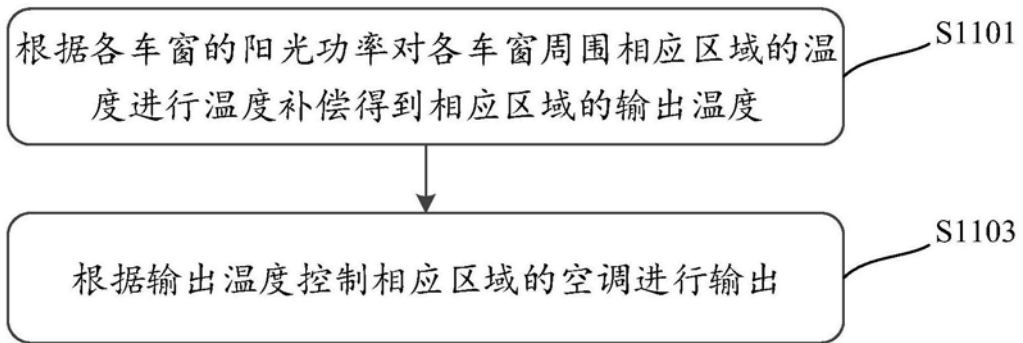 根据各车窗的阳光功率对各车窗周围相应区域的温
度进行温度补偿得到相应区域的输出温度
S1101
根据输出温度控制相应区域的空调进行输出
S1103